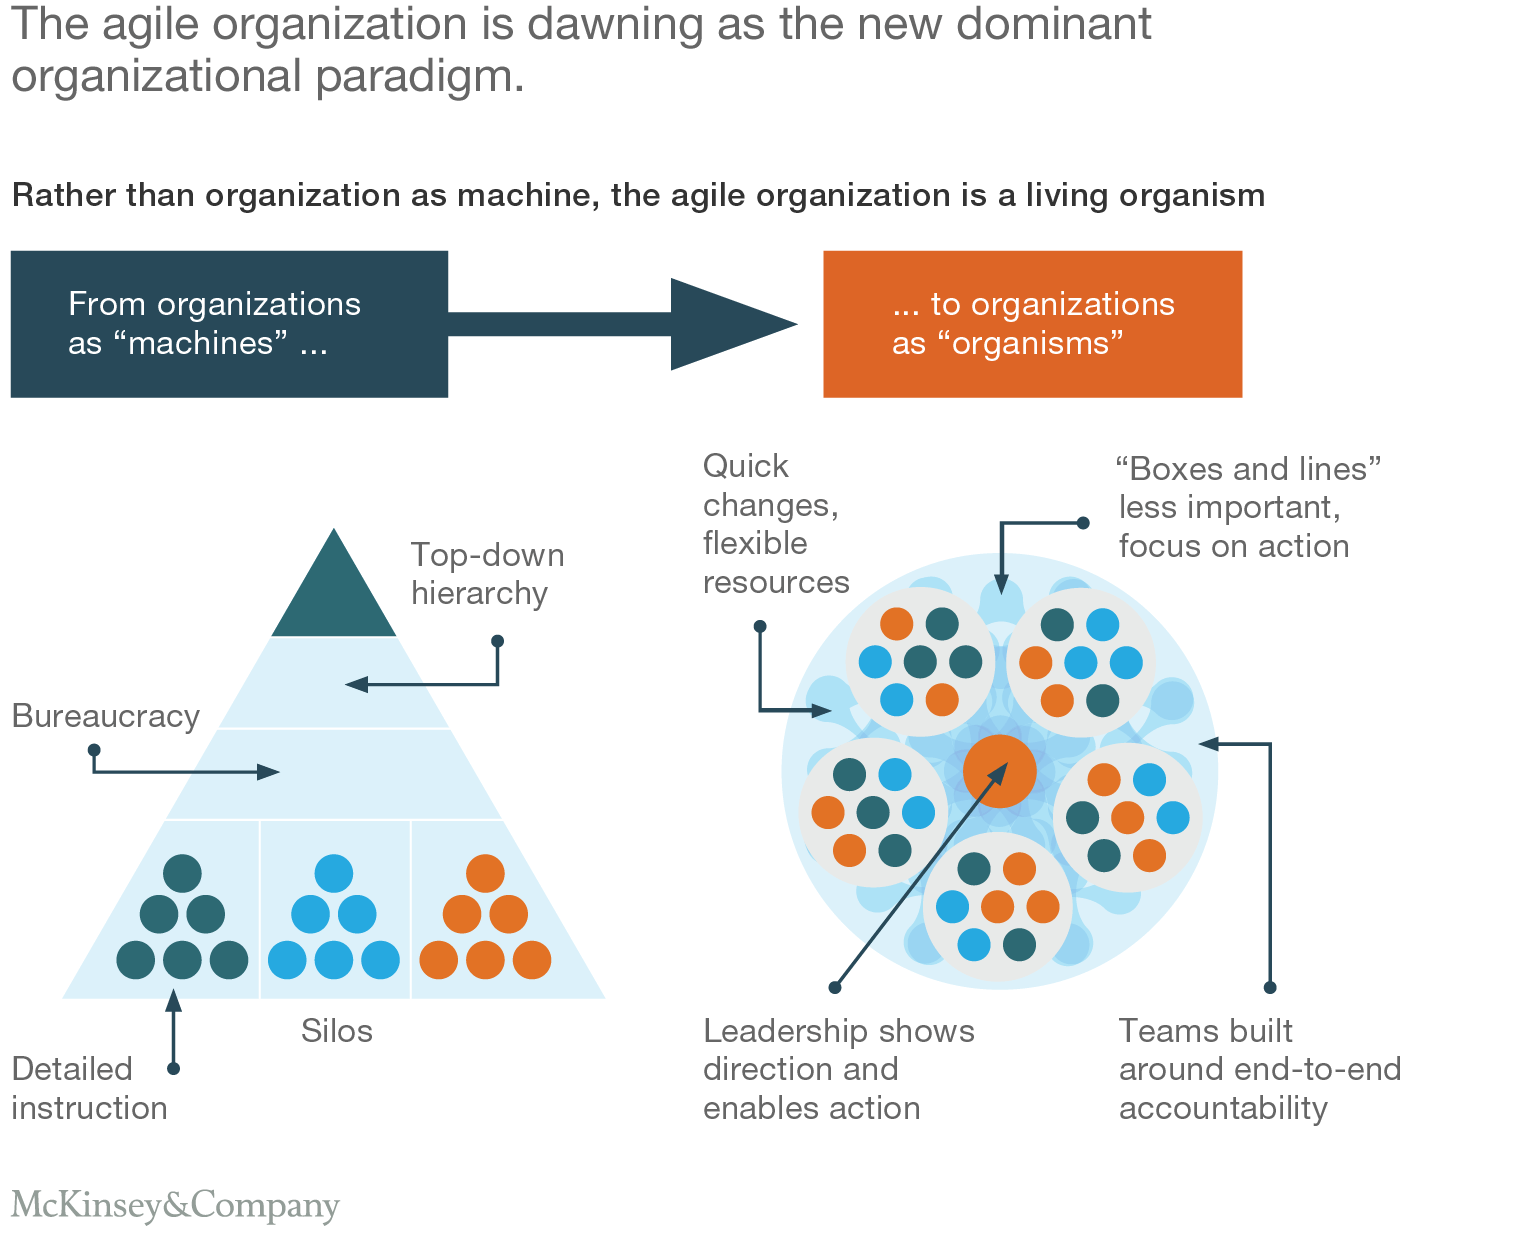 The agile organization is dawning as the new dominant
organizational paradigm.
Rather than organization as machine, the agile organization is a living organism
From organizations
as “machines” ...
... to organizations
as “organisms”
Top-down
hierarchy
Bureaucracy
Silos
Detailed
instruction
Quick
changes,
flexible
resources
“Boxes and lines”
less important,
focus on action
Leadership shows
direction and
enables action
Teams built
around end-to-end
accountability
McKinsey&Company